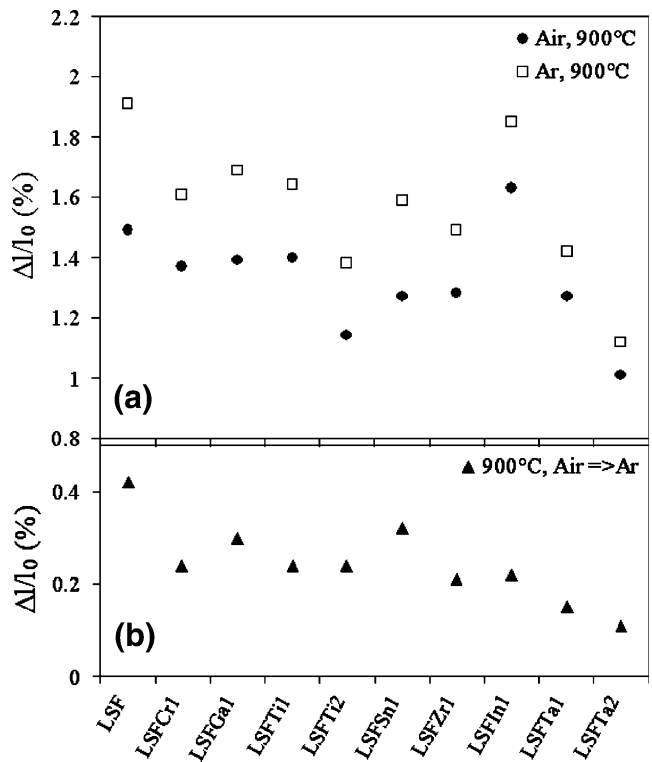 2.2
2
1.8
1.6
1.4
1.2
1
0.8
Δl/l₀ (%)
Air, 900°C
Ar, 900°C
(a)
0.4
0.2
0
Δl/l₀ (%)
900°C, Air =>Ar
(b)
LSF
LSFCr1
LSFGa1
LSFTi1
LSFTi2
LSFSn1
LSFZr1
LSFIn1
LSFTa1
LSFTa2